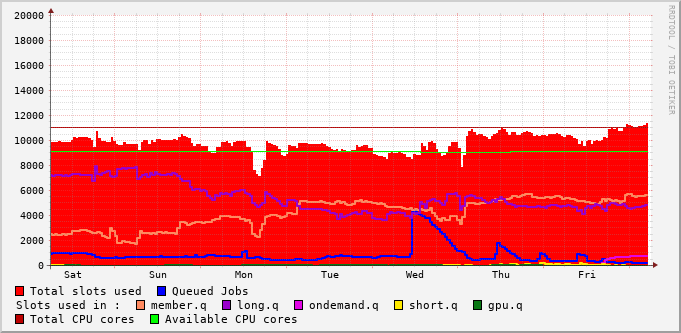 20000
18000
16000
14000
12000
10000
8000
6000
4000
2000
0
Sat Sun Mon Tue Wed Thu Fri
RRDTOOL / TOBI OETIKER
Total slots used Queued Jobs
Slots used in : member.q long.q ondemand.q short.q gpu.q
Total CPU cores Available CPU cores